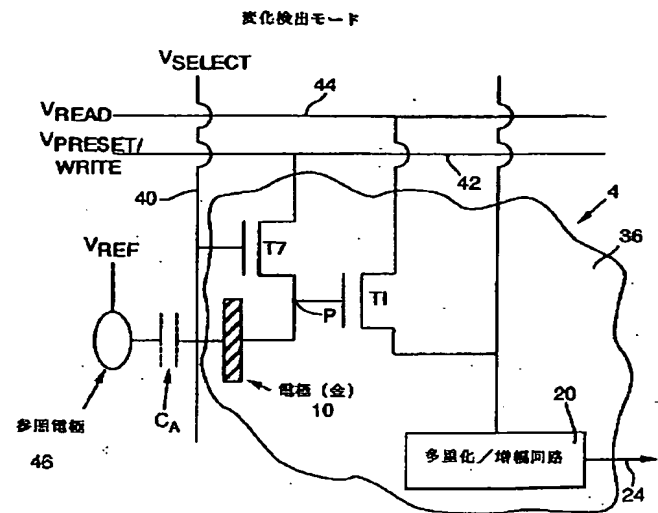 変化検出モード
VSELECT
VREAD
44
VPRESET/
WRITE
42
40
4
36
VREF
T7
T1
P
CA
電極(金)
10
参照電極
46
20
多重化/増幅回路
24